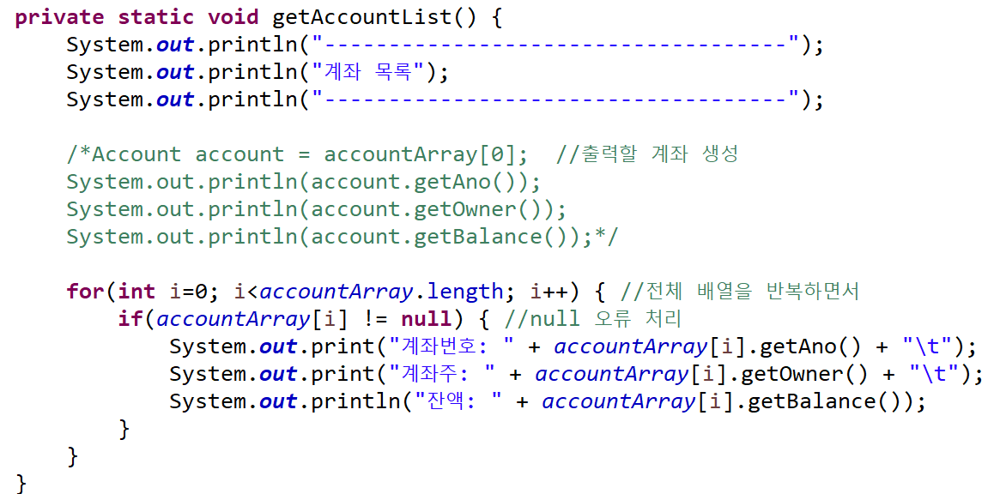 private static void getAccountList() {
System.out.println("------------------------------------");
System.out.println("계좌 목록");
System.out.println("------------------------------------");
/*Account account = accountArray[0];  //출력할 계좌 생성
System.out.println(account.getAno());
System.out.println(account.getOwner());
System.out.println(account.getBalance());*/
for(int i=0; i<accountArray.length; i++) { //전체 배열을 반복하면서
if(accountArray[i] != null) { //null 오류 처리
System.out.print("계좌번호: " + accountArray[i].getAno() + "\t");
System.out.print("계좌주: " + accountArray[i].getOwner() + "\t");
System.out.println("잔액: " + accountArray[i].getBalance());
}
}
}